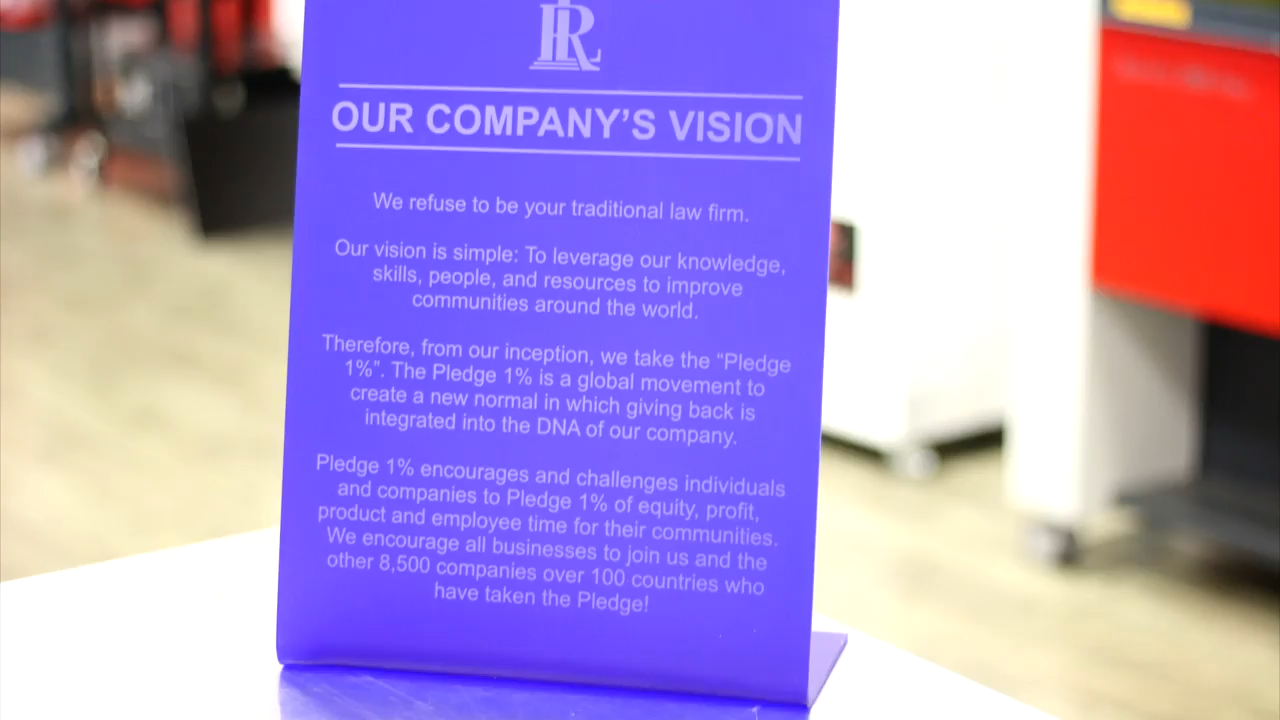 RL
OUR COMPANY'S VISION
We refuse to be your traditional law firm.
Our vision is simple: To leverage our knowledge,
skills, people, and resources to improve
communities around the world.
Therefore, from our inception, we take the “Pledge
1%”. The Pledge 1% is a global movement to
create a new normal in which giving back is
integrated into the DNA of our company.
Pledge 1% encourages and challenges individuals
and companies to Pledge 1% of equity, profit,
product and employee time for their communities.
We encourage all businesses to join us and the
other 8,500 companies over 100 countries who
have taken the Pledge!